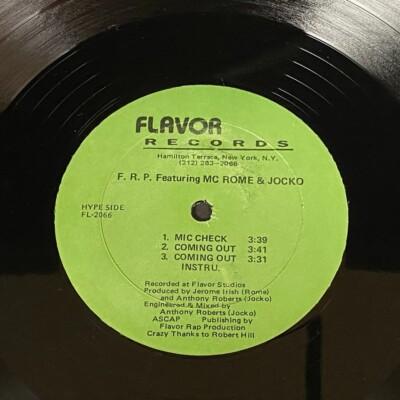 FLAVOR
RECORDS
Hamilton Terrace, New York, N.Y.
(212) 283-2066
F. R. P. Featuring MC ROME & JOCKO
HYPE SIDE
FL-2066
1. MIC CHECK 3:39
2. COMING OUT 3:41
3. COMING OUT 3:31
INSTRU.
Recorded at Flavor Studios
Produced by Jerome Irish (Rome)
and Anthony Roberts (Jocko)
Engineered & Mixed by
Anthony Roberts (Jocko)
ASCAP Publishing by
Flavor Rap Production
Crazy Thanks to Robert Hill